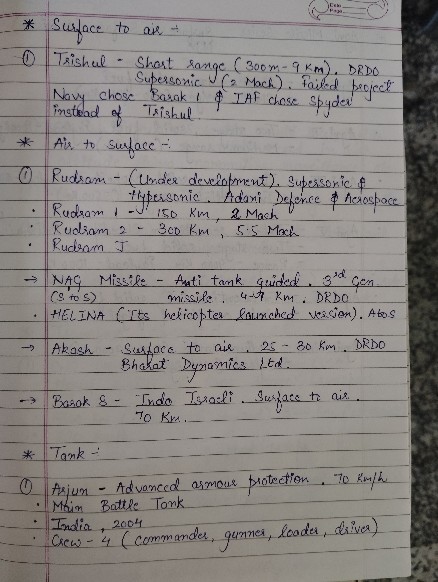 Date
Page
* Surface to air -:
① Trishul - Short range (300m - 9 Km). DRDO
Supersonic (2 Mach). Failed project
Navy chose Barak 1 & IAF chose Spyder
instead of Trishul.
* Air to surface -:
① Rudram - (Under development). Supersonic &
Hypersonic. Adani Defence & Aerospace
• Rudram 1 - 150 Km, 2 Mach
• Rudram 2 - 300 Km, 5.5 Mach
• Rudram
→ NAG Missile - Anti tank guided. 3rd Gen
(S to S) missile. Km. DRDO
• HELINA (Its helicopter launched version). AtoS
→ Akash - Surface to air. 25 - 30 Km. DRDO
Bharat Dynamics Ltd.
→ Barak 8 - Indo Israeli. Surface to air.
70 Km.
* Tank -:
① Arjun - Advanced armour protection. 70 Km/h
• Main Battle Tank
• India, 2004
• Crew - 4 (commander, gunner, loader, driver)